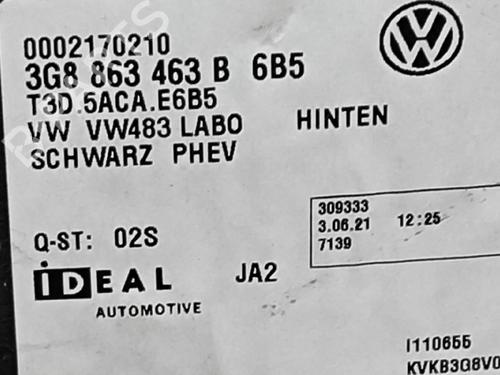 0002170210
3G8 863 463 B 6B5
T3D.5ACA.E6B5
VW VW483 LABO HINTEN
SCHWARZ PHEV
309333
3.06.21 12:25
7139
Q-ST: 02S
iDEAL JA2
AUTOMOTIVE
I110655
KVKB3G8V0